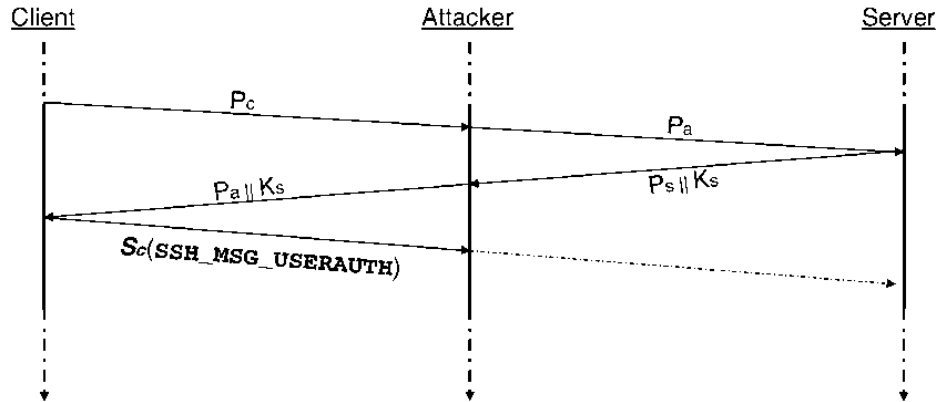 Client
Attacker
Server
Pc
Pa
Pa || Ks
Ps || Ks
Sc(SSH_MSG_USERAUTH)